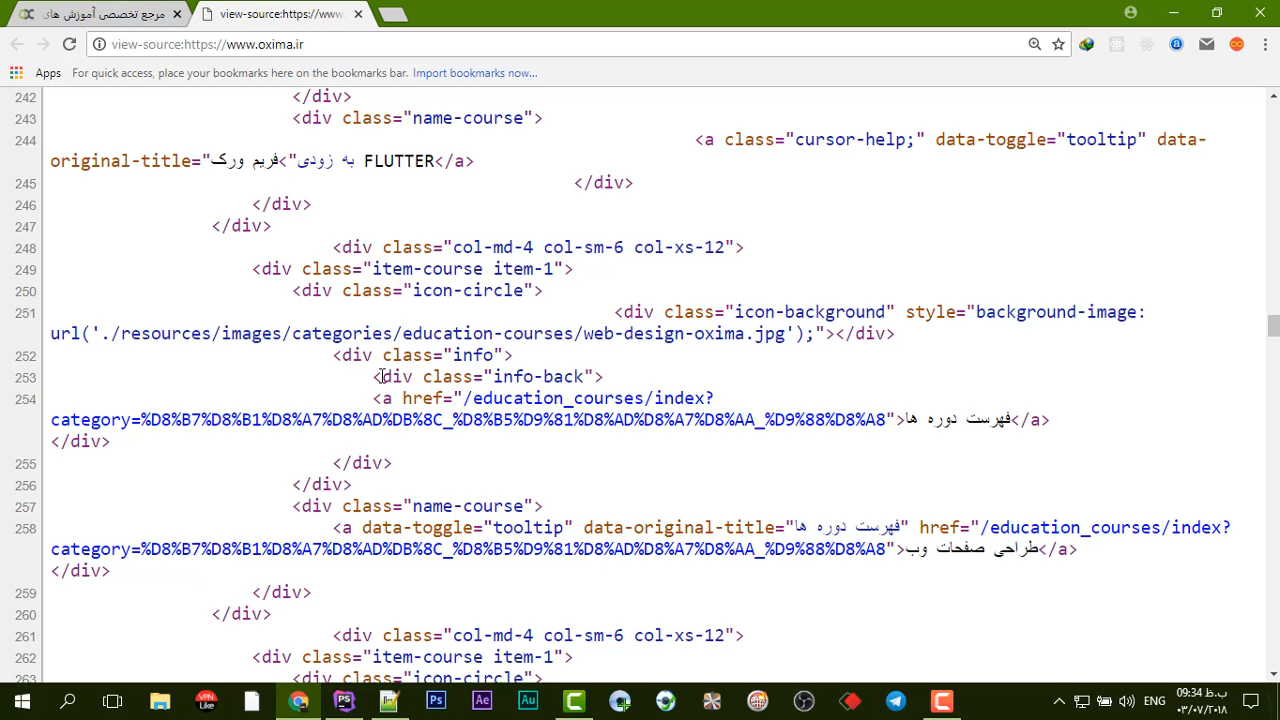 مرجع تخصصی آموزش های
view-source:https://www.
view-source:https://www.oxima.ir
Apps For quick access, place your bookmarks here on the bookmarks bar. Import bookmarks now...
242 </div>
243 <div class="name-course">
244 <a class="cursor-help;" data-toggle="tooltip" data-
original-title="به زودی">فریم ورک FLUTTER</a>
245 </div>
246 </div>
247 </div>
248 <div class="col-md-4 col-sm-6 col-xs-12">
249 <div class="item-course item-1">
250 <div class="icon-circle">
251 <div class="icon-background" style="background-image:
url('./resources/images/categories/education-courses/web-design-oxima.jpg');"></div>
252 <div class="info">
253 <div class="info-back">
254 <a href="/education_courses/index?
category=%D8%B7%D8%B1%D8%A7%D8%AD%DB%8C_%D8%B5%D9%81%D8%AD%D8%A7%D8%AA_%D9%88%D8%A8">فهرست دوره ها</a>
</div>
255 </div>
256 </div>
257 <div class="name-course">
258 <a data-toggle="tooltip" data-original-title="فهرست دوره ها" href="/education_courses/index?
category=%D8%B7%D8%B1%D8%A7%D8%AD%DB%8C_%D8%B5%D9%81%D8%AD%D8%A7%D8%AA_%D9%88%D8%A8">طراحی صفحات وب</a>
</div>
259 </div>
260 </div>
261 <div class="col-md-4 col-sm-6 col-xs-12">
262 <div class="item-course item-1">
263 <div class="icon-circle">
VPN Like
PS Ps Ae Au
ENG
09:34 ب.ظ
۰۳/۰۷/۲۰۱۸